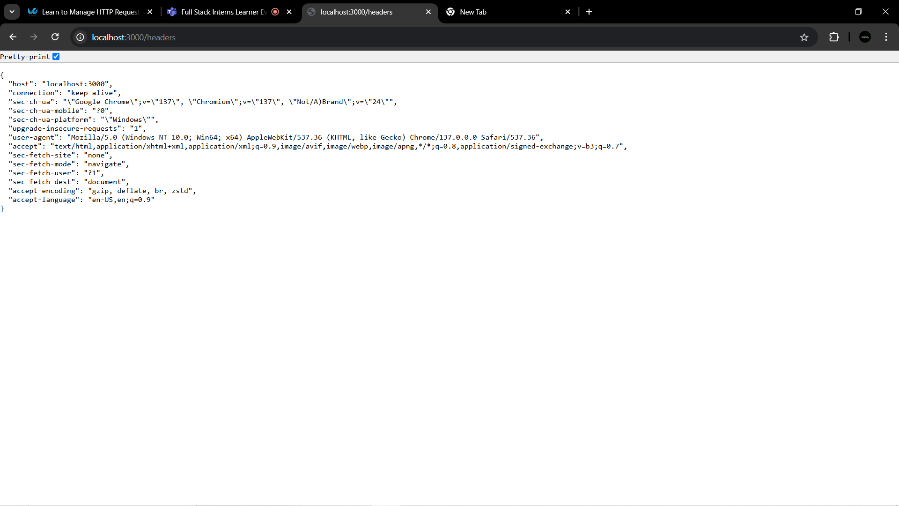 Learn to Manage HTTP Reques
Full Stack Interns Learner D
localhost:3000/headers
New Tab
localhost:3000/headers
Pretty-print
{
"host": "localhost:3000",
"connection": "keep-alive",
"sec-ch-ua": "\"Google Chrome\";v=\"137\", \"Chromium\";v=\"137\", \"Not/A)Brand\";v=\"24\"",
"sec-ch-ua-mobile": "?0",
"sec-ch-ua-platform": "\"Windows\"",
"upgrade-insecure-requests": "1",
"user-agent": "Mozilla/5.0 (Windows NT 10.0; Win64; x64) AppleWebKit/537.36 (KHTML, like Gecko) Chrome/137.0.0.0 Safari/537.36",
"accept": "text/html,application/xhtml+xml,application/xml;q=0.9,image/avif,image/webp,image/apng,*/*;q=0.8,application/signed-exchange;v=b3;q=0.7",
"sec-fetch-site": "none",
"sec-fetch-mode": "navigate",
"sec-fetch-user": "?1",
"sec-fetch-dest": "document",
"accept-encoding": "gzip, deflate, br, zstd",
"accept-language": "en-US,en;q=0.9"
}